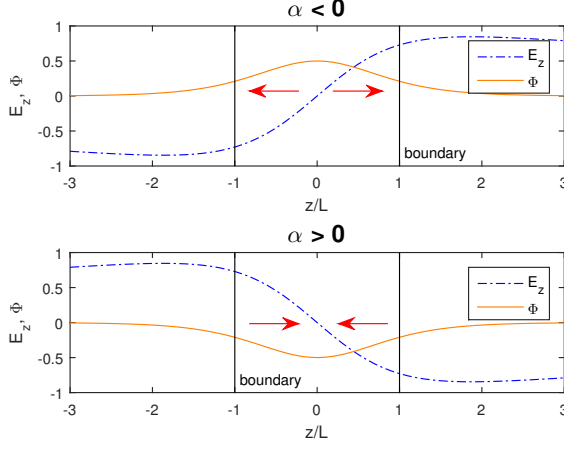 α < 0
1
0.5
0
-0.5
-1
E_z, Φ
E_z
Φ
boundary
-3 -2 -1 0 1 2 3
z/L
α > 0
1
0.5
0
-0.5
-1
E_z, Φ
E_z
Φ
boundary
-3 -2 -1 0 1 2 3
z/L